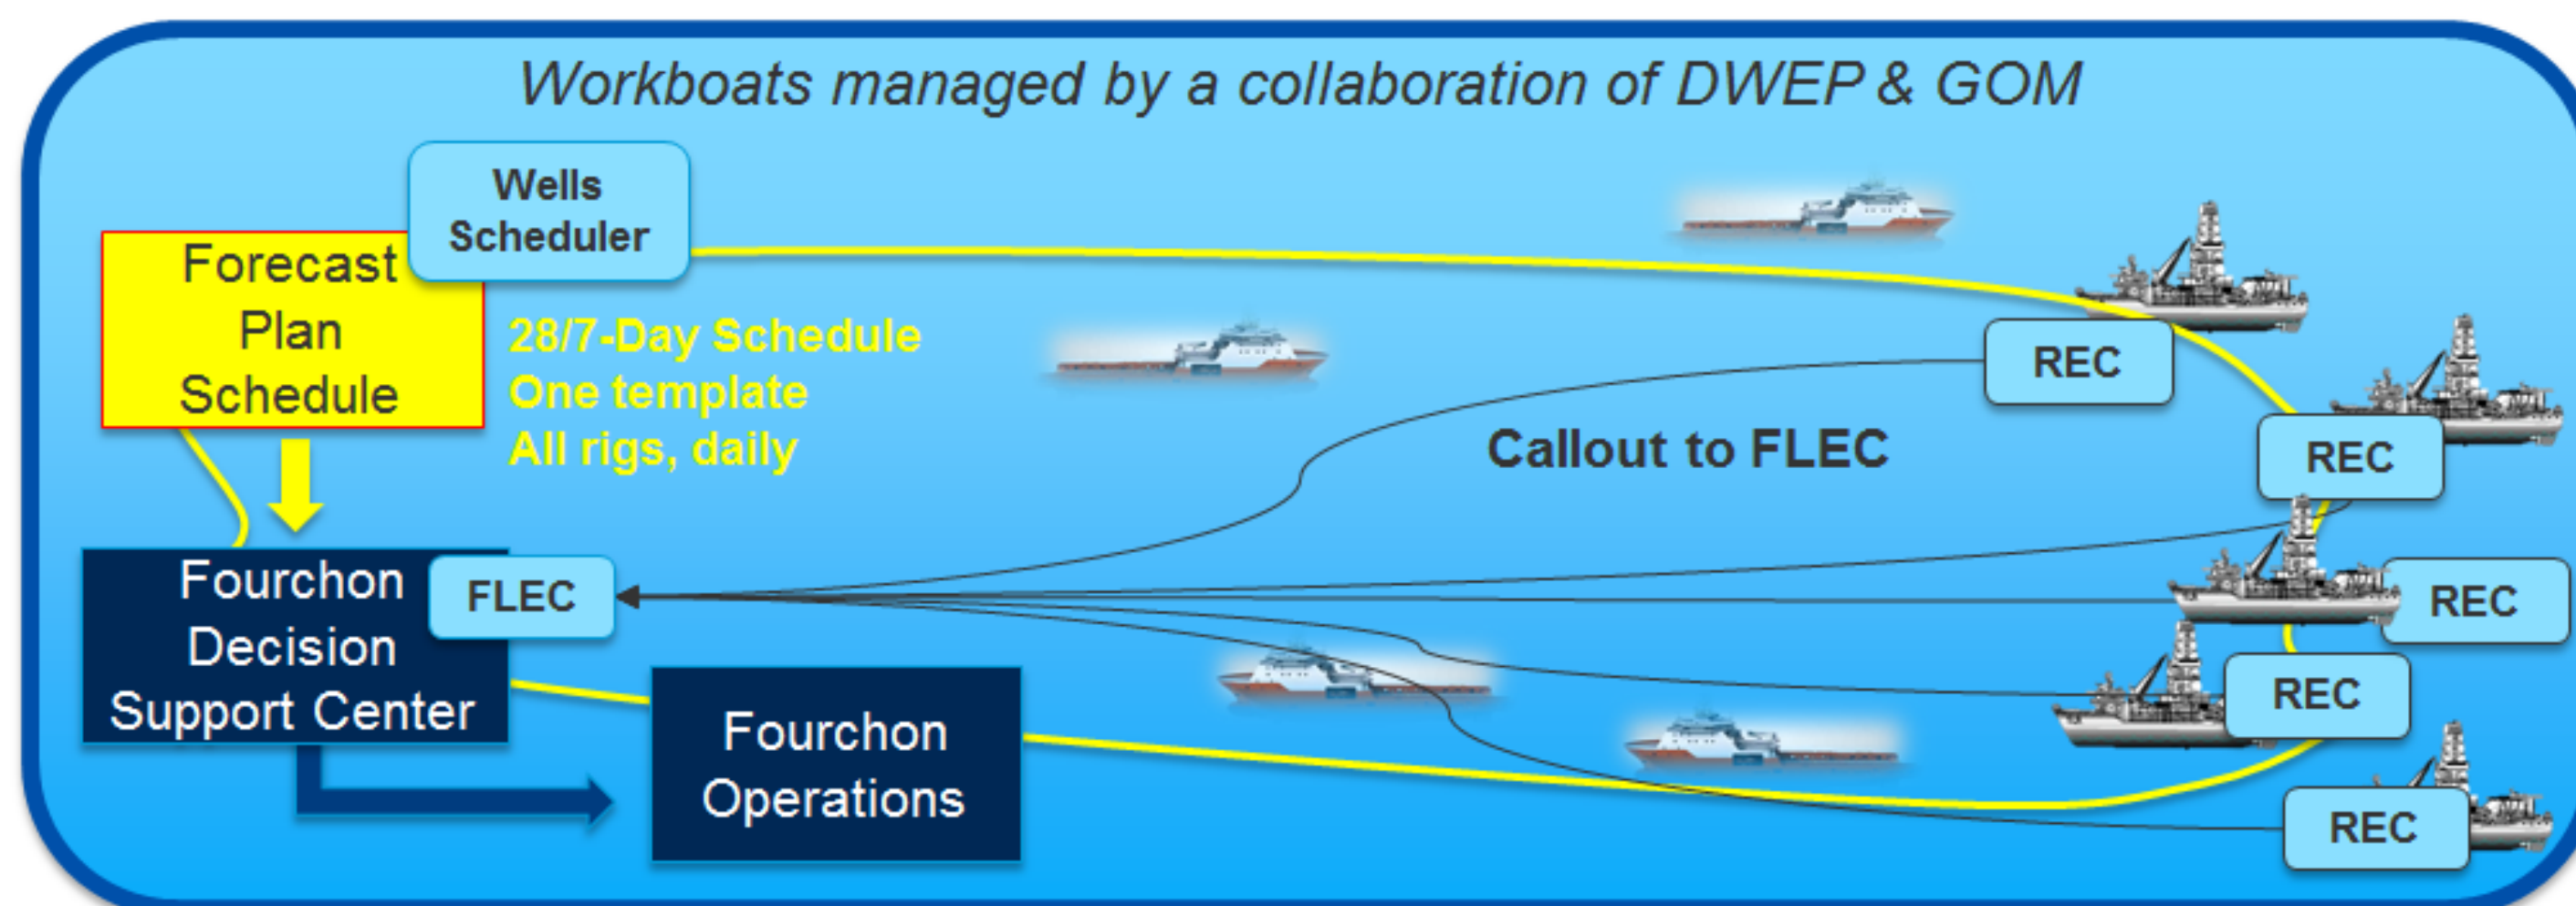 Workboats managed by a collaboration of DWEP & GOM
Wells
Scheduler
Forecast
Plan
Schedule
28/7-Day Schedule
One template
All rigs, daily
REC
Callout to FLEC
REC
Fourchon
Decision
Support Center
FLEC
REC
REC
Fourchon
Operations
REC